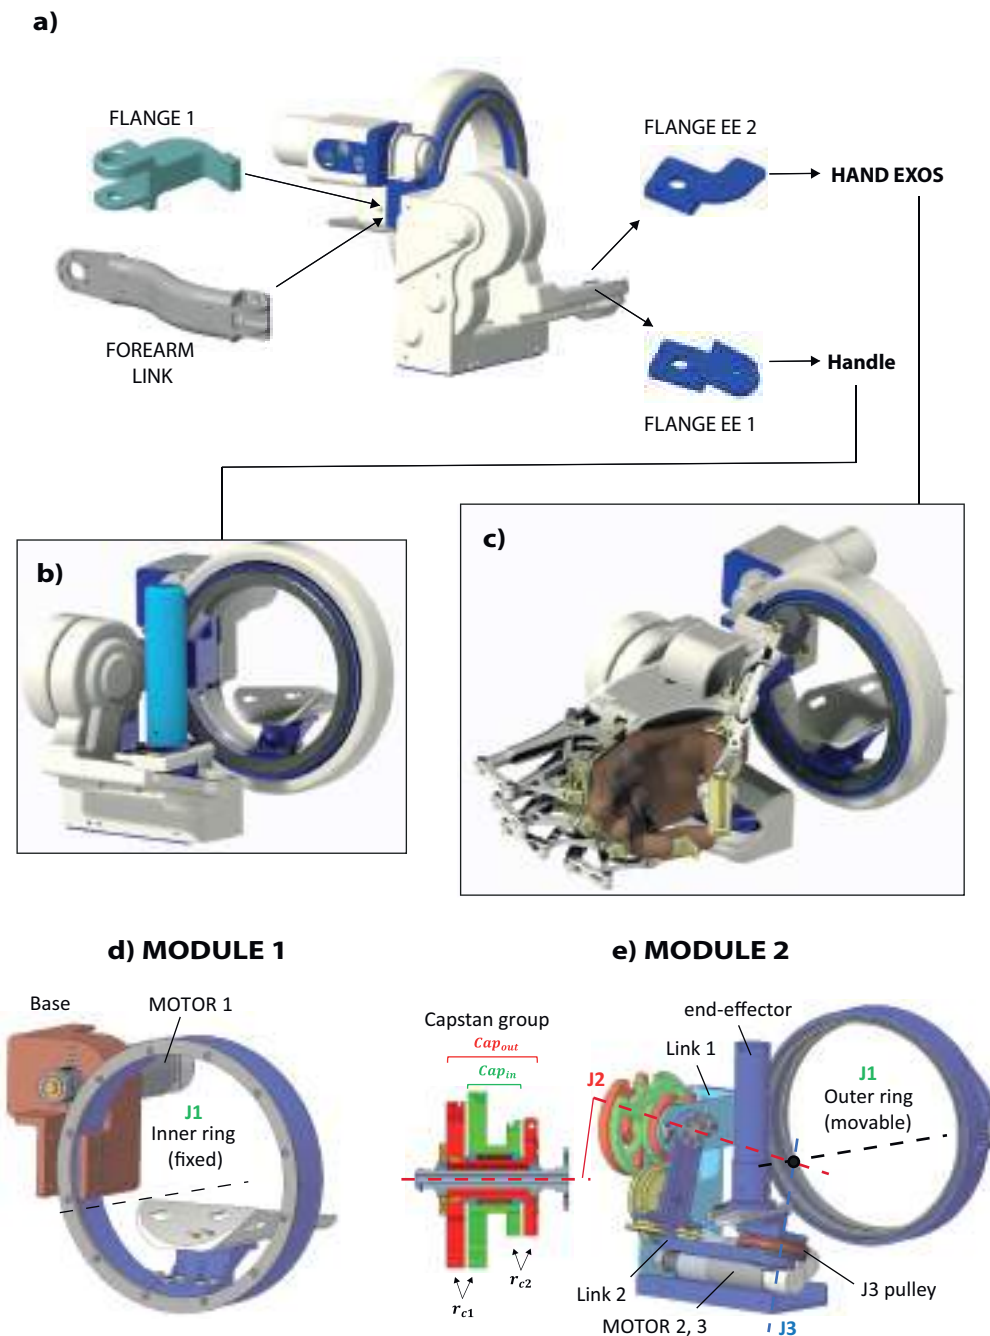 a)
FLANGE 1
FLANGE EE 2
HAND EXOS
FOREARM
LINK
Handle
FLANGE EE 1
b)
c)
d) MODULE 1
e) MODULE 2
Base
MOTOR 1
J1
Inner ring
(fixed)
Capstan group
Cap_out
Cap_in
r_c1
r_c2
end-effector
Link 1
J2
J1
Outer ring
(movable)
Link 2
J3 pulley
MOTOR 2, 3
J3